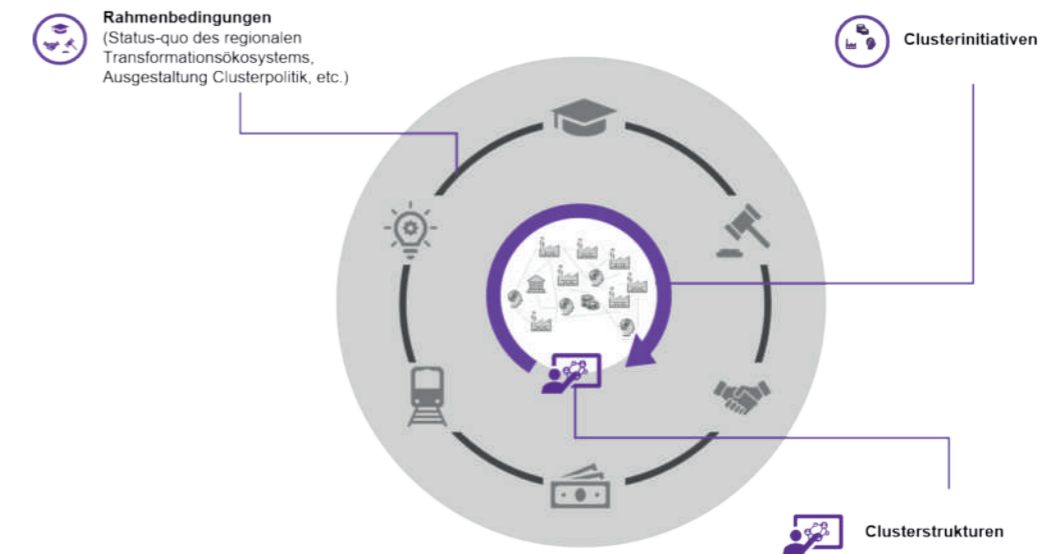 Rahmenbedingungen
(Status-quo des regionalen
Transformationsökosystems,
Ausgestaltung Clusterpolitik, etc.)
Clusterinitiativen
Clusterstrukturen